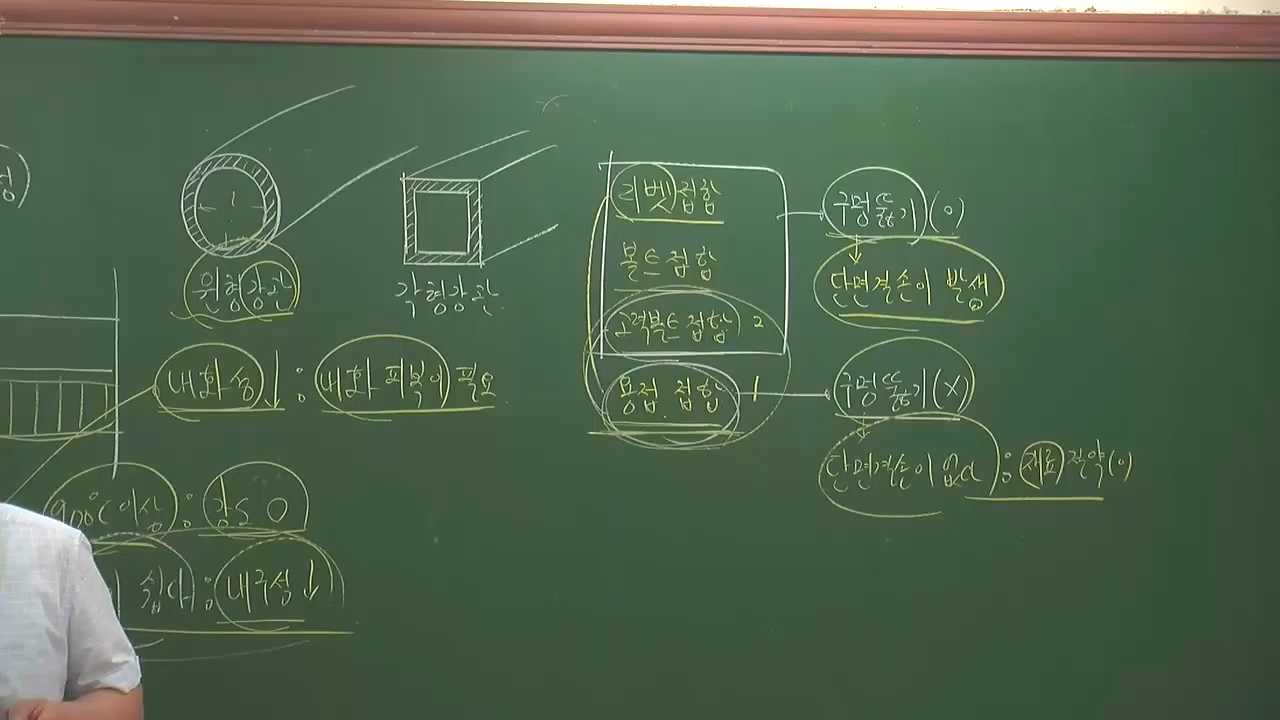 원형강관
각형강관
내화성↓ : 내화피복이 필요
900℃ 이상 : 강도 0
쉽다 : 내구성↓
리벳접합
볼트접합
고력볼트접합 2
용접 접합 1
구멍뚫기(o)
↓
단면결손이 발생
구멍뚫기(x)
↓
단면결손이 없다 : 재료절약(o)